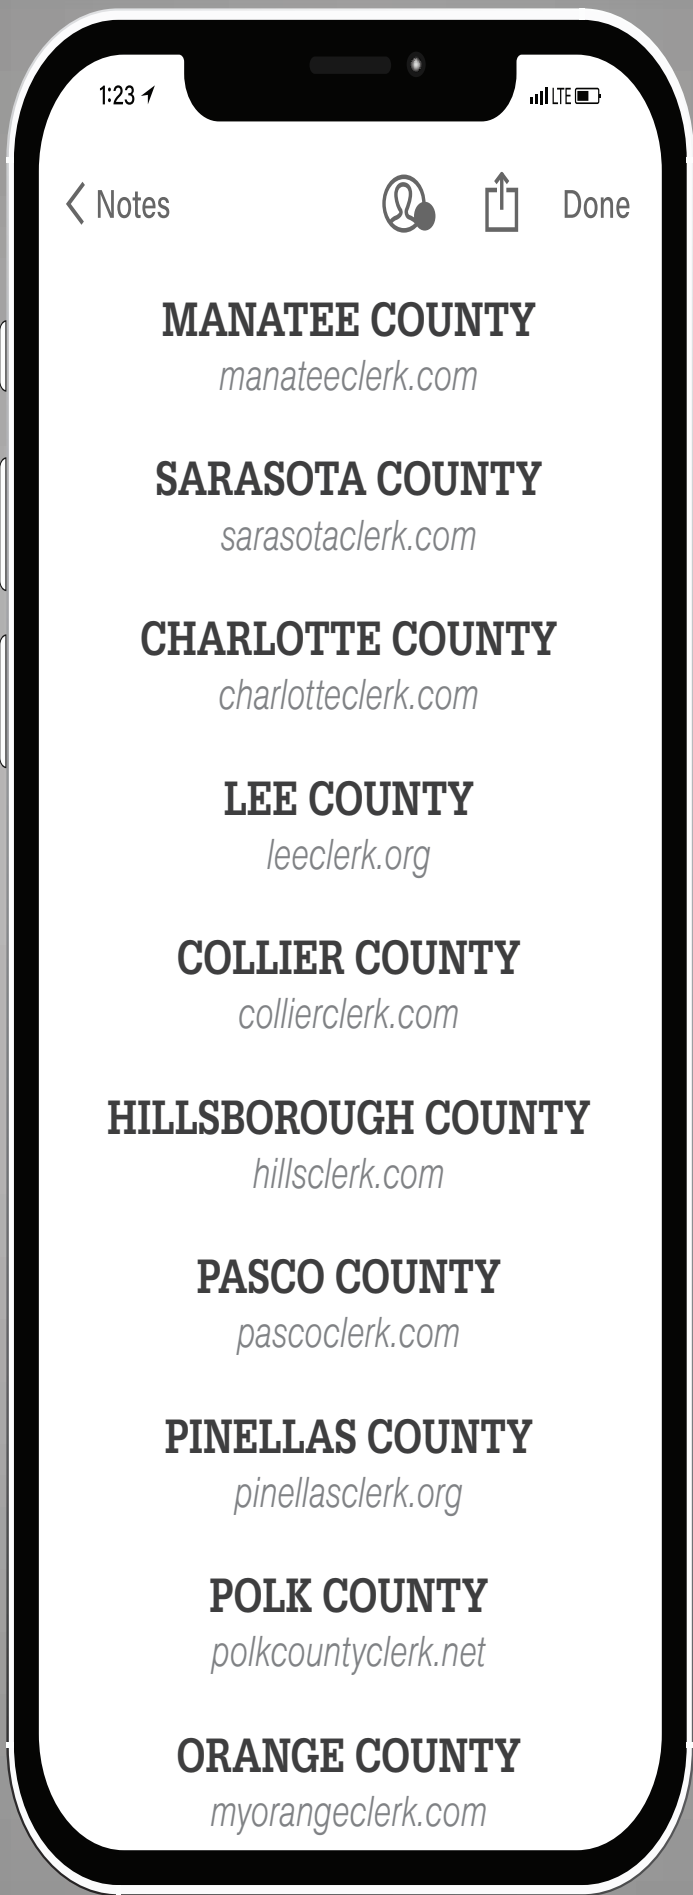 1:23 LTE
Notes Done
MANATEE COUNTY
manateeclerk.com
SARASOTA COUNTY
sarasotaclerk.com
CHARLOTTE COUNTY
charlotteclerk.com
LEE COUNTY
leeclerk.org
COLLIER COUNTY
collierclerk.com
HILLSBOROUGH COUNTY
hillsclerk.com
PASCO COUNTY
pascoclerk.com
PINELLAS COUNTY
pinellasclerk.org
POLK COUNTY
polkcountyclerk.net
ORANGE COUNTY
myorangeclerk.com